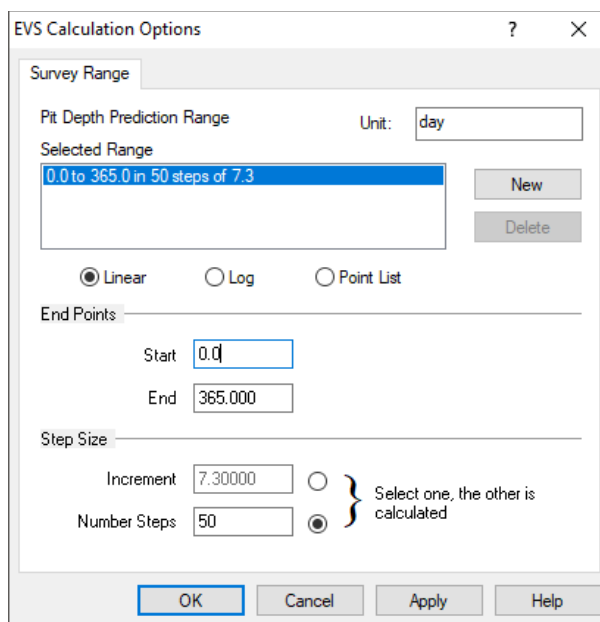 EVS Calculation Options ?
Survey Range
Pit Depth Prediction Range
Unit: day
Selected Range
0.0 to 365.0 in 50 steps of 7.3
New
Delete
Linear Log Point List
End Points
Start 0.0
End 365.000
Step Size
Increment 7.30000
Number Steps 50
} Select one, the other is
calculated
OK Cancel Apply Help